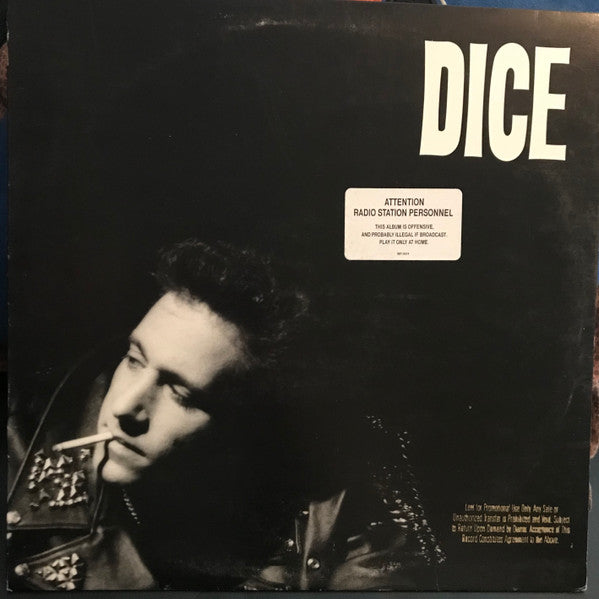 DICE
ATTENTION
RADIO STATION PERSONNEL
THIS ALBUM IS OFFENSIVE,
AND PROBABLY ILLEGAL IF BROADCAST.
PLAY IT ONLY AT HOME.
Lent for Promotional Use Only. Any Sale or
Unauthorized Transfer is Prohibited and Void. Subject
to Return Upon Demand by Owner. Acceptance of This
Record Constitutes Agreement to the Above.